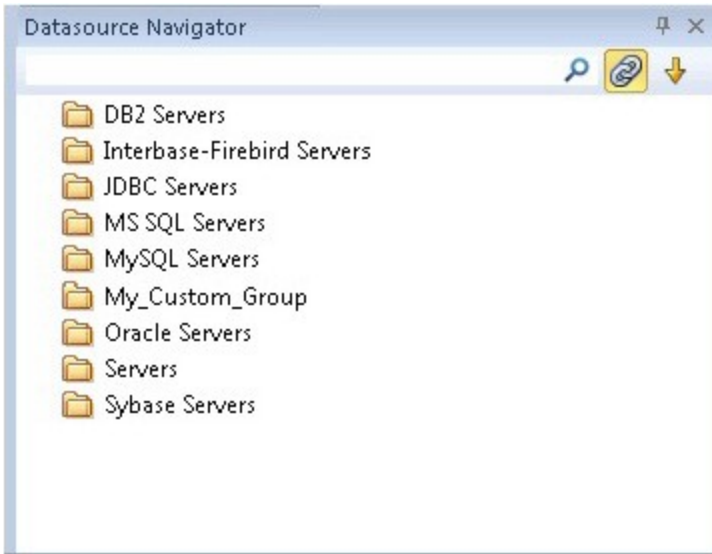 Datasource Navigator
DB2 Servers
Interbase-Firebird Servers
JDBC Servers
MS SQL Servers
MySQL Servers
My_Custom_Group
Oracle Servers
Servers
Sybase Servers